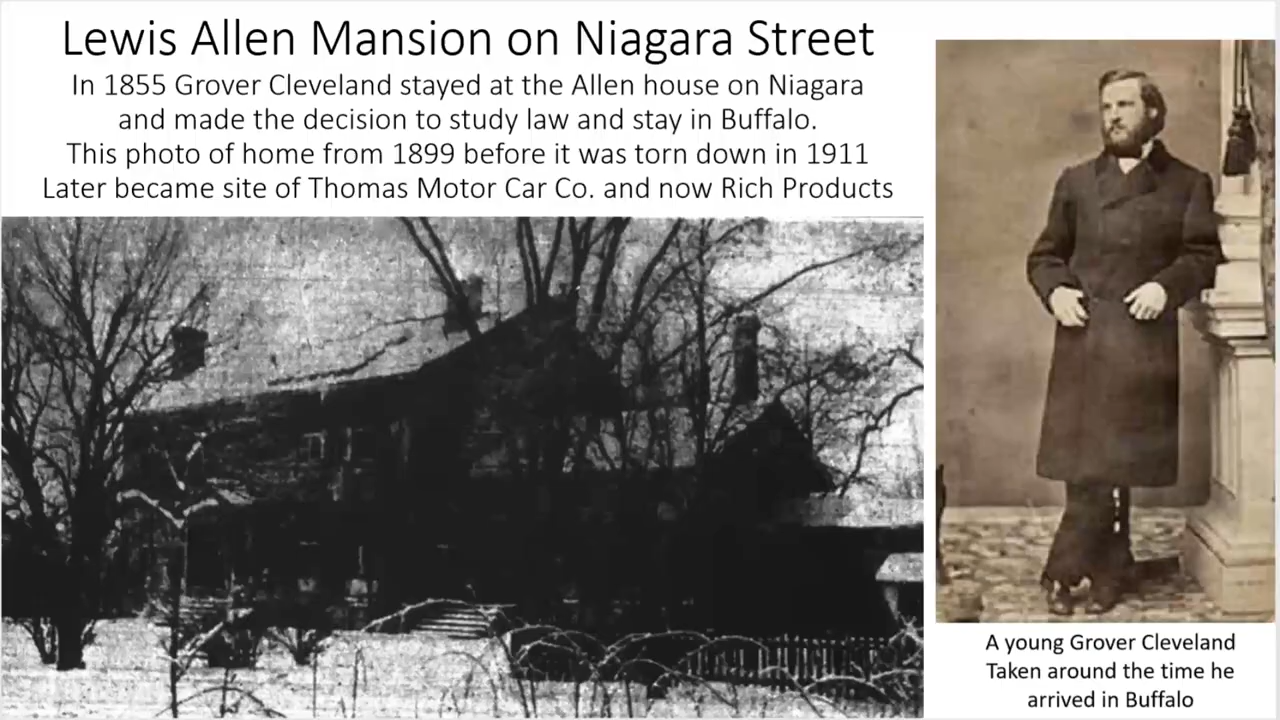 Lewis Allen Mansion on Niagara Street
In 1855 Grover Cleveland stayed at the Allen house on Niagara
and made the decision to study law and stay in Buffalo.
This photo of home from 1899 before it was torn down in 1911
Later became site of Thomas Motor Car Co. and now Rich Products
A young Grover Cleveland
Taken around the time he
arrived in Buffalo